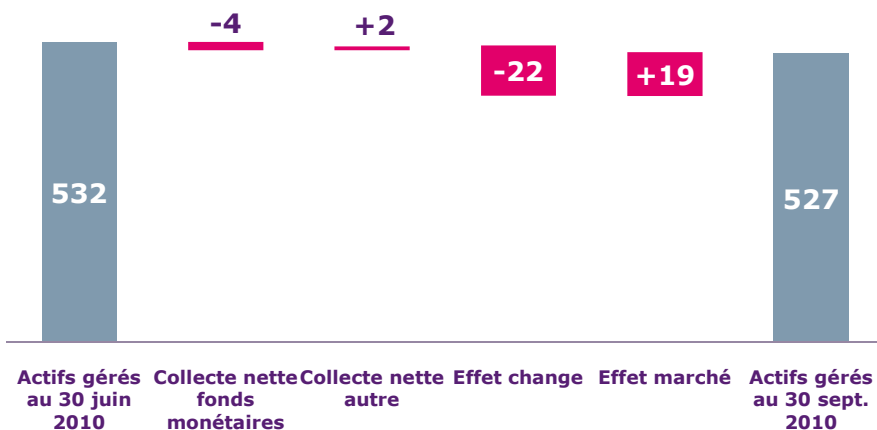 -4
+2
-22
+19
532
527
Actifs gérés
au 30 juin
2010
Collecte nette
fonds
monétaires
Collecte nette
autre
Effet change
Effet marché
Actifs gérés
au 30 sept.
2010